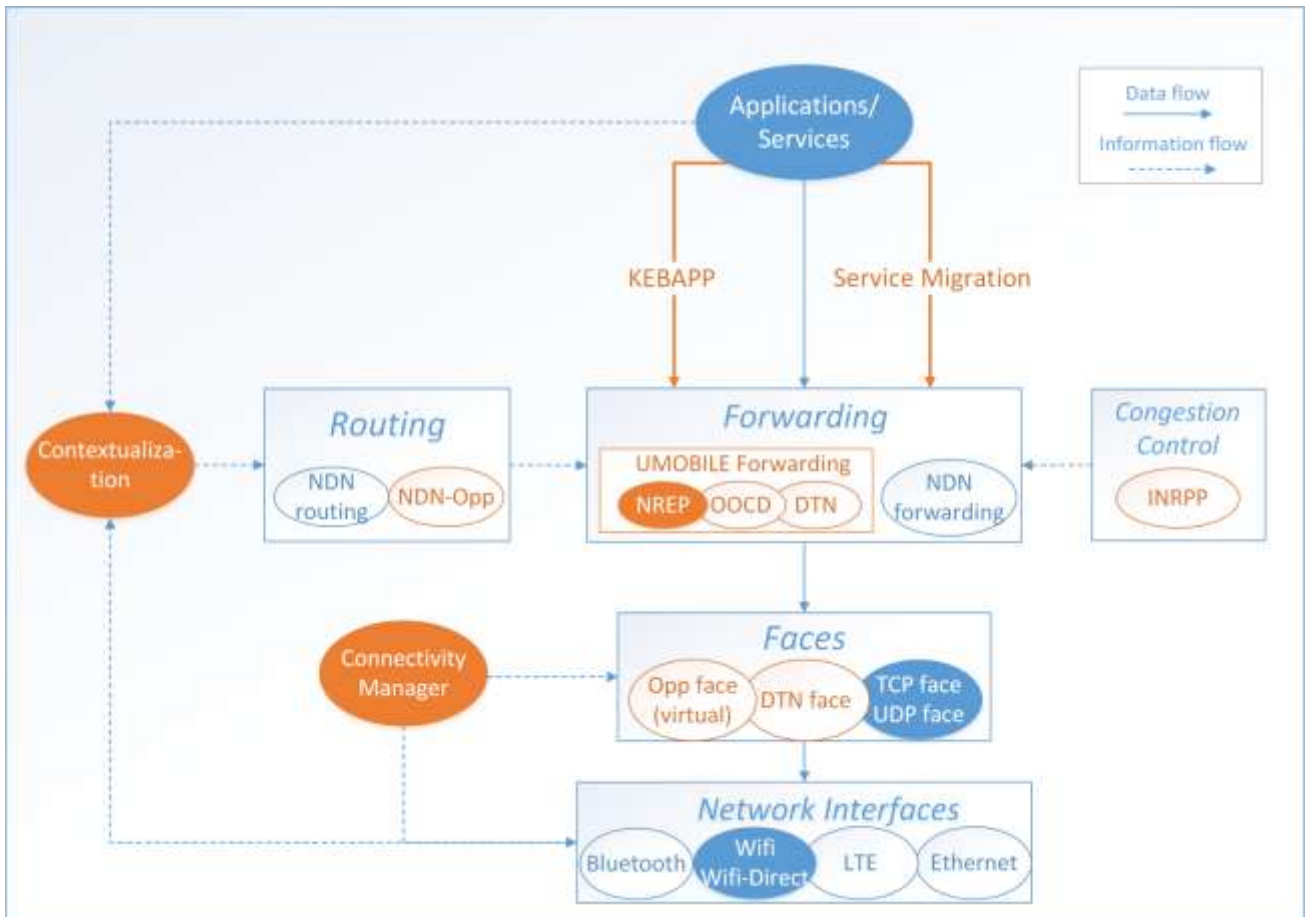 Applications/
Services
Data flow
Information flow
KEBAPP
Service Migration
Contextualiza-
tion
Routing
NDN
routing
NDN-Opp
Forwarding
UMOBILE Forwarding
NREP
OOCD
DTN
NDN
forwarding
Congestion
Control
INRPP
Connectivity
Manager
Faces
Opp face
(virtual)
DTN face
TCP face
UDP face
Network Interfaces
Bluetooth
Wifi
Wifi-Direct
LTE
Ethernet